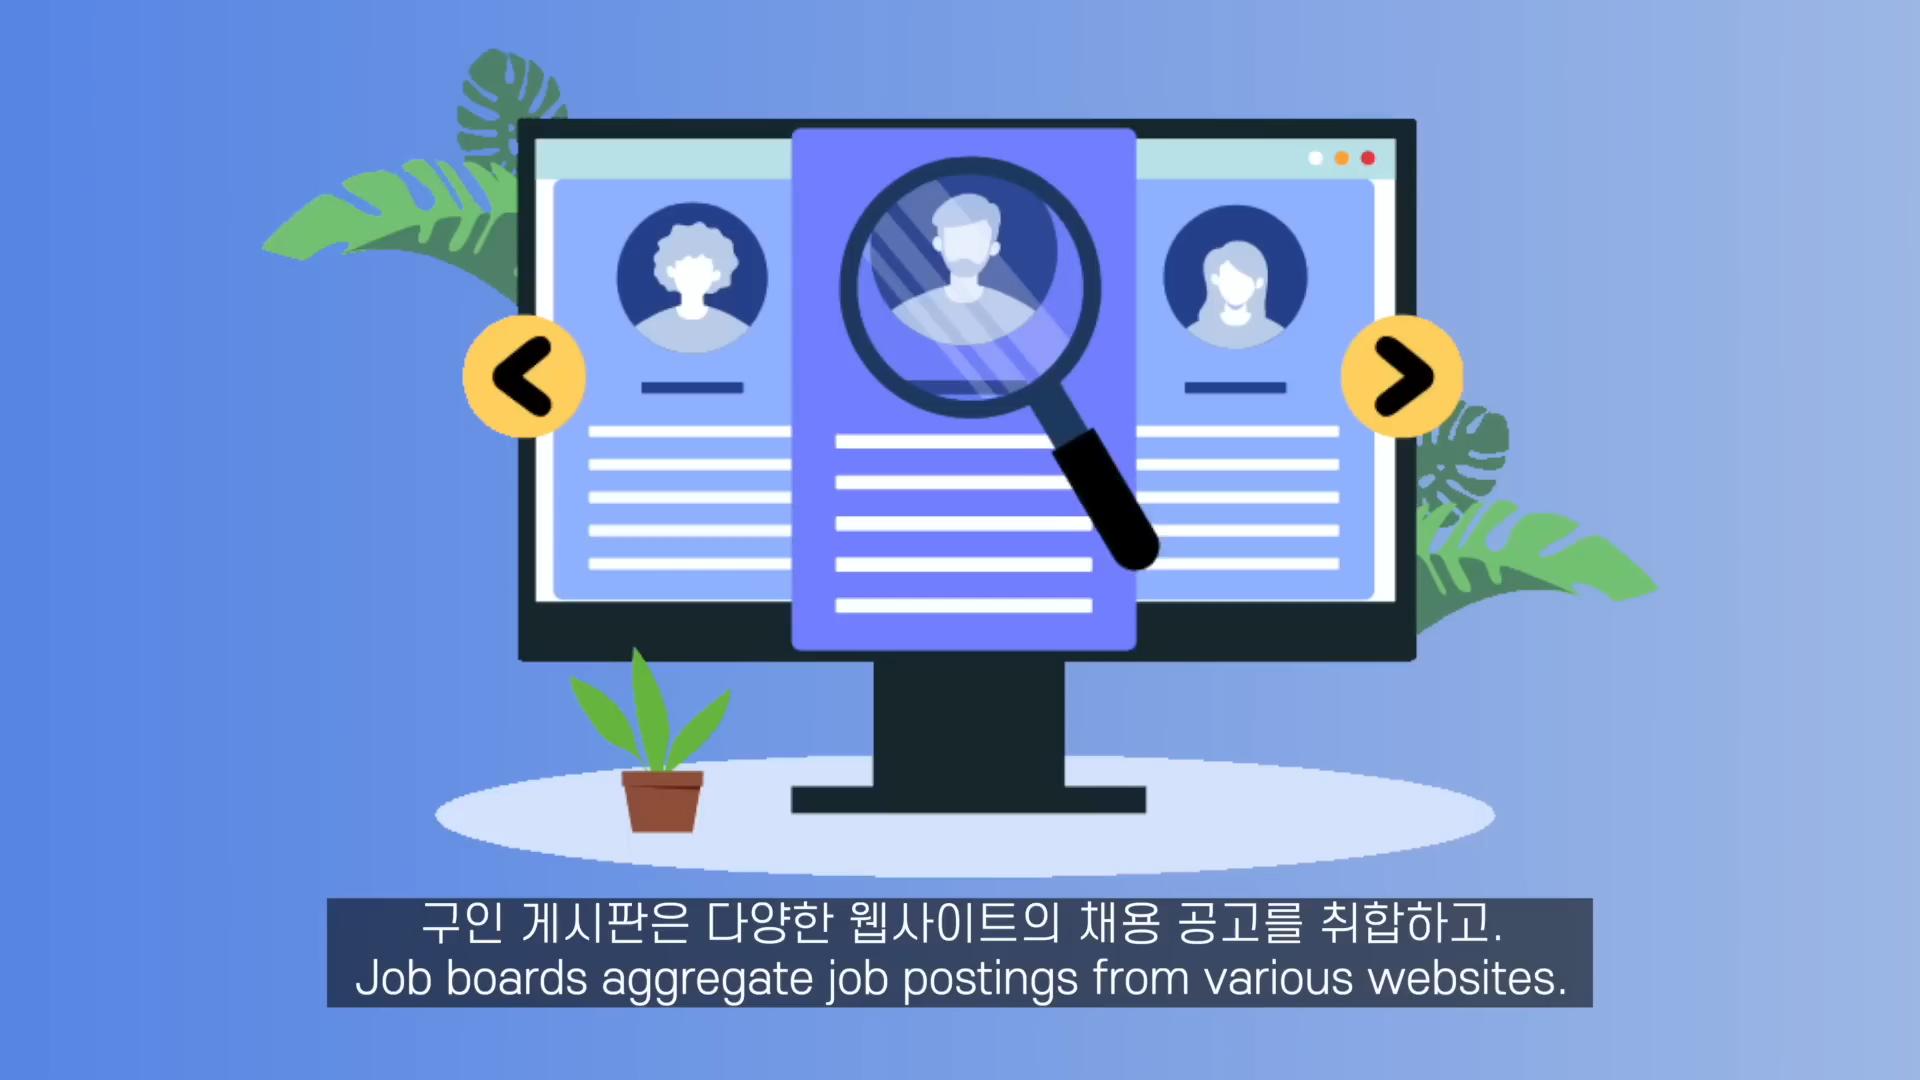 구인 게시판은 다양한 웹사이트의 채용 공고를 취합하고.
Job boards aggregate job postings from various websites.